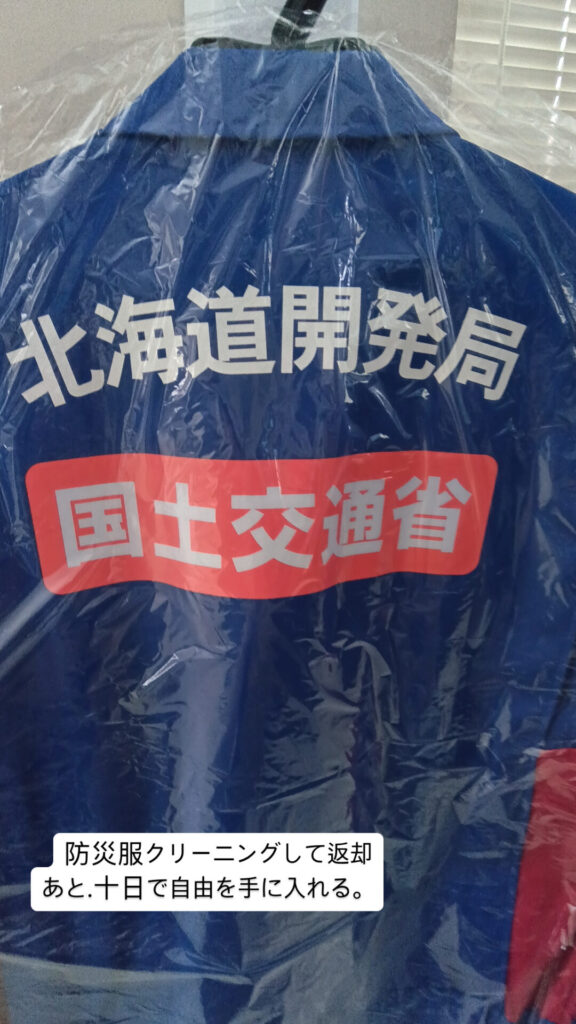 北海道開発局
国土交通省
防災服クリーニングして返却
あと.十日で自由を手に入れる。